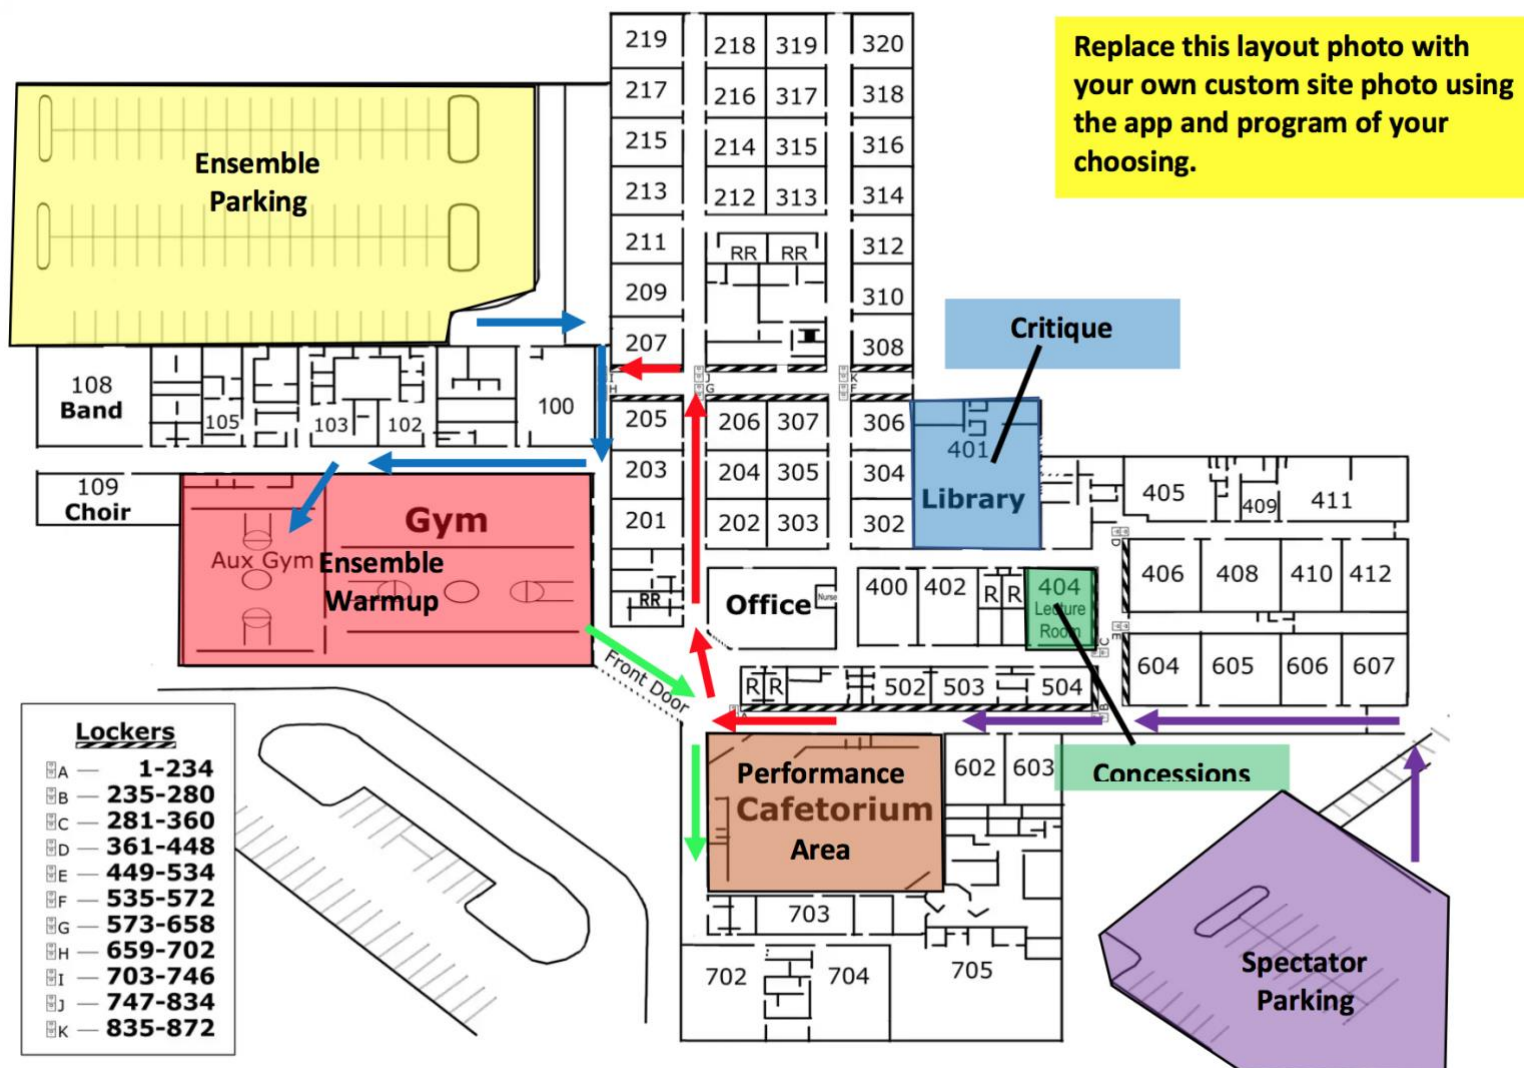 Replace this layout photo with
your own custom site photo using
the app and program of your
choosing.
219
218
319
320
217
216
317
318
215
214
315
316
213
212
313
314
211
RR
RR
312
209
310
207
308
Ensemble
Parking
Critique
I
H
J
G
K
F
108
Band
105
103
102
100
205
206
307
306
401
Library
203
204
305
304
201
202
303
302
109
Choir
Gym
Aux Gym
Ensemble
Warmup
405
409
411
D
406
408
410
412
RR
Office
Nurse
400
402
R
R
404
Lecture
Room
C
E
604
605
606
607
Front Door
R
R
502
503
504
A
B
Performance
Cafetorium
Area
602
603
Concessions
703
702
704
705
Spectator
Parking
Lockers
A — 1-234
B — 235-280
C — 281-360
D — 361-448
E — 449-534
F — 535-572
G — 573-658
H — 659-702
I — 703-746
J — 747-834
K — 835-872